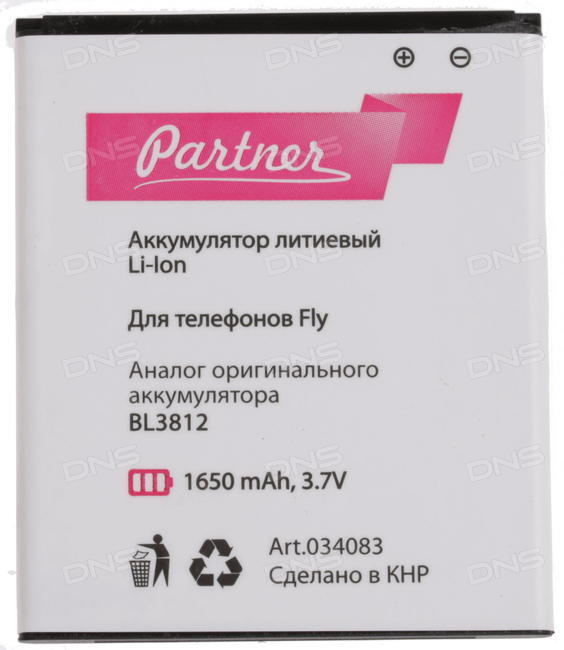 + −
Partner
Аккумулятор литиевый
Li-Ion
Для телефонов Fly
Аналог оригинального
аккумулятора
BL3812
1650 mAh, 3.7V
Art.034083
Сделано в КНР
DNS